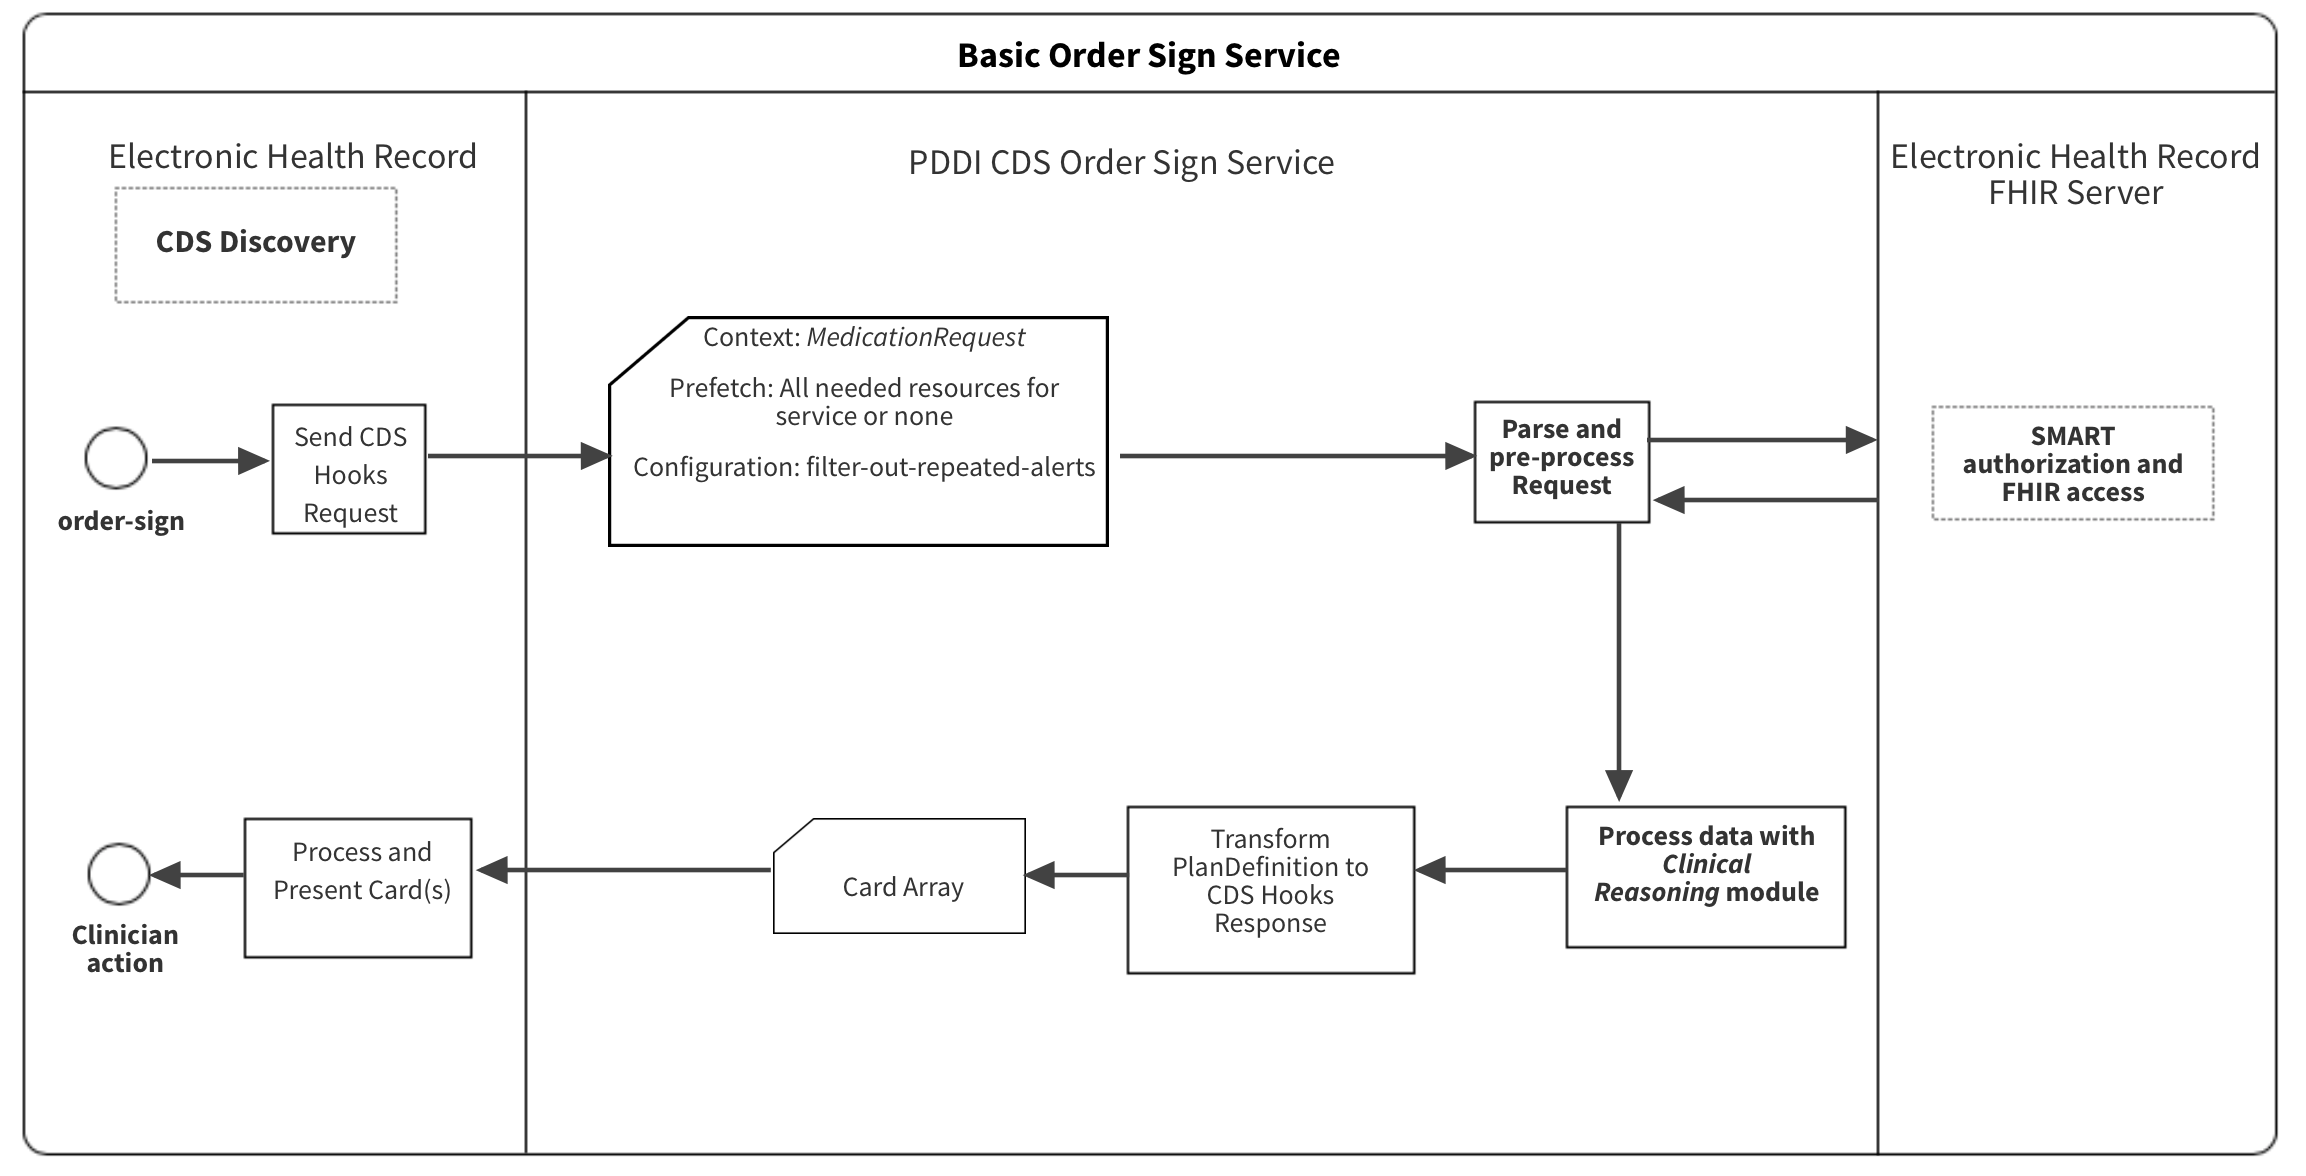 Basic Order Sign Service
Electronic Health Record
CDS Discovery
PDDI CDS Order Sign Service
Electronic Health Record
FHIR Server
order-sign
Send CDS
Hooks
Request
Context: MedicationRequest
Prefetch: All needed resources for
service or none
Configuration: filter-out-repeated-alerts
Parse and
pre-process
Request
SMART
authorization and
FHIR access
Process data with
Clinical
Reasoning module
Transform
PlanDefinition to
CDS Hooks
Response
Card Array
Process and
Present Card(s)
Clinician
action